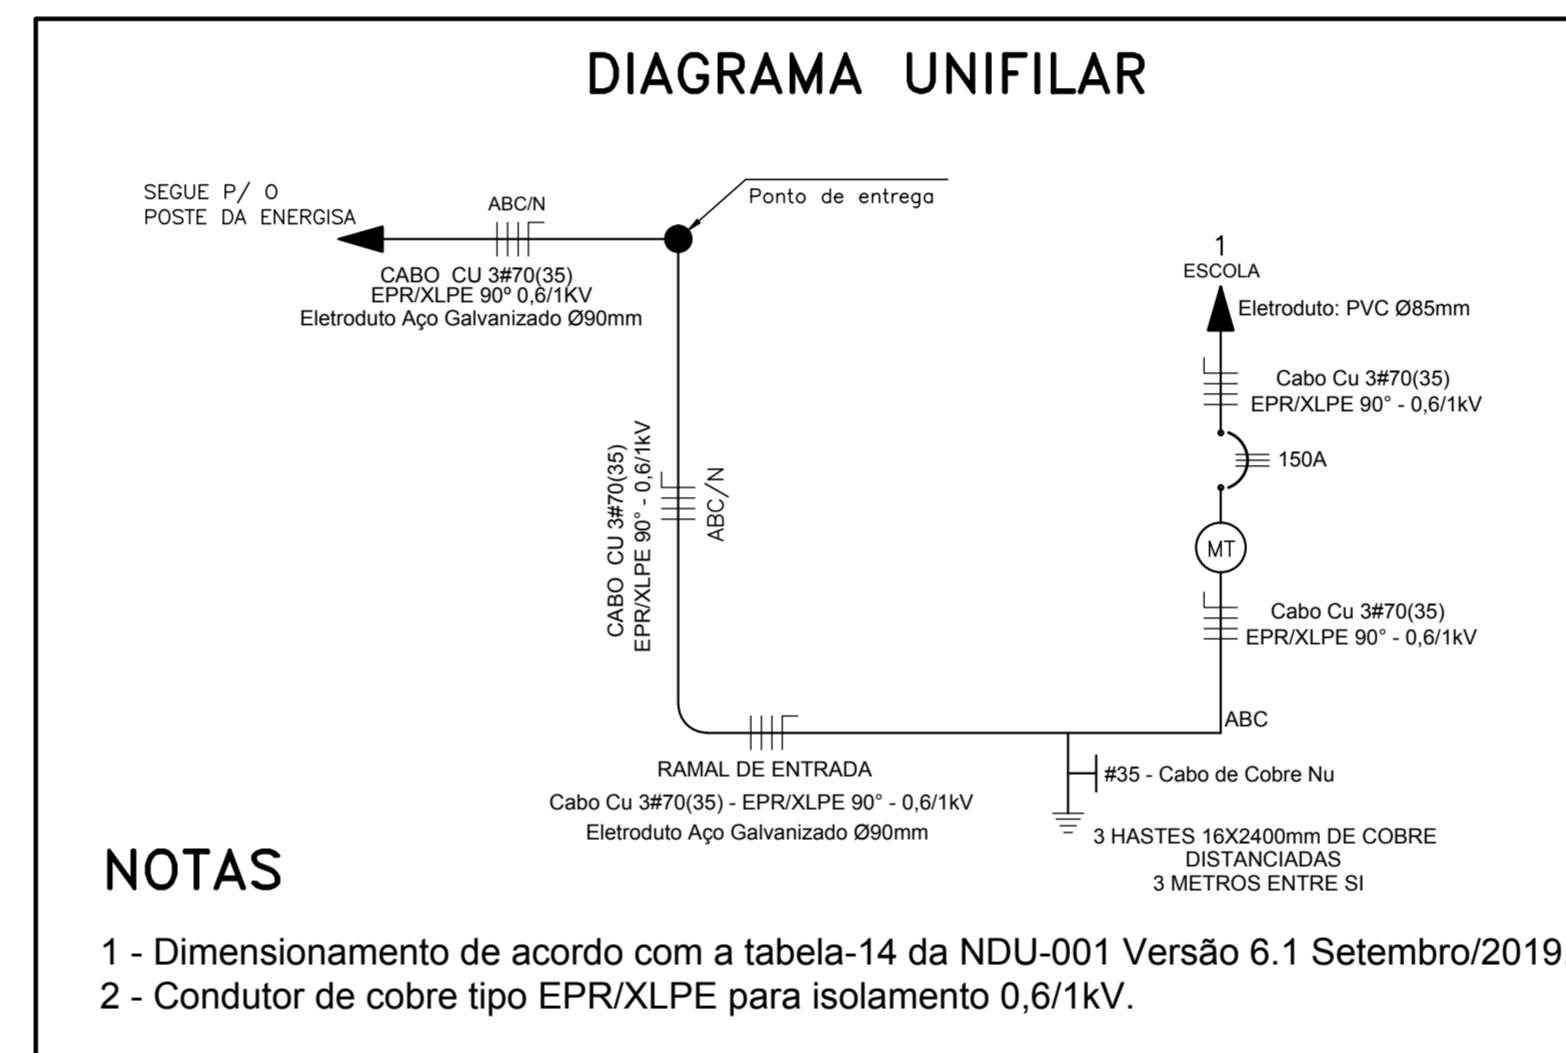 DIAGRAMA UNIFILAR
SEGUE P/ O
POSTE DA ENERGISA
ABC/N
Ponto de entrega
CABO CU 3#70(35)
EPR/XLPE 90º 0,6/1KV
Eletroduto Aço Galvanizado Ø90mm
1
ESCOLA
Eletroduto: PVC Ø85mm
Cabo Cu 3#70(35)
EPR/XLPE 90° - 0,6/1kV
150A
MT
Cabo Cu 3#70(35)
EPR/XLPE 90° - 0,6/1kV
ABC
CABO CU 3#70(35)
EPR/XLPE 90° - 0,6/1kV
ABC/N
RAMAL DE ENTRADA
Cabo Cu 3#70(35) - EPR/XLPE 90° - 0,6/1kV
Eletroduto Aço Galvanizado Ø90mm
#35 - Cabo de Cobre Nu
3 HASTES 16X2400mm DE COBRE
DISTANCIADAS
3 METROS ENTRE SI
NOTAS
1 - Dimensionamento de acordo com a tabela-14 da NDU-001 Versão 6.1 Setembro/2019.
2 - Condutor de cobre tipo EPR/XLPE para isolamento 0,6/1kV.